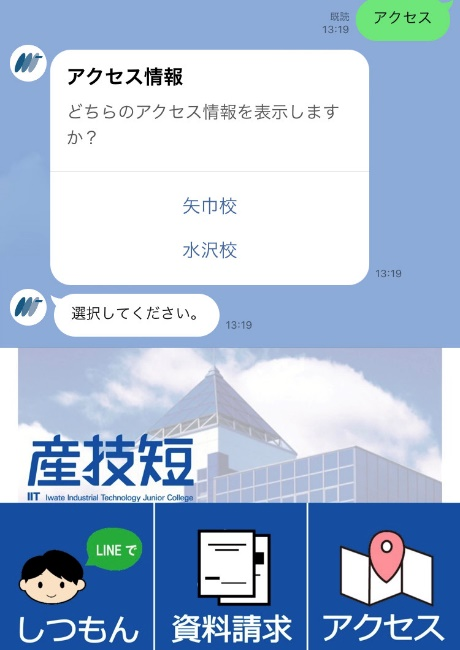 アクセス
既読
13:19
アクセス情報
どちらのアクセス情報を表示します
か？
矢巾校
水沢校
13:19
選択してください。
13:19
産技短
IIT Iwate Industrial Technology Junior College
LINEで
しつもん
資料請求
アクセス